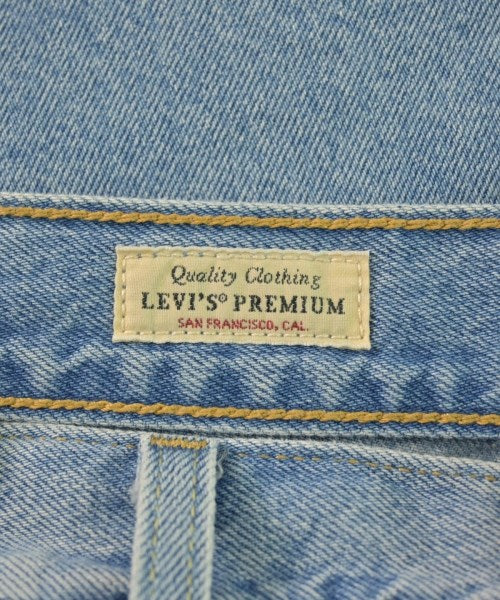 Quality Clothing
LEVI'S® PREMIUM
SAN FRANCISCO, CAL.